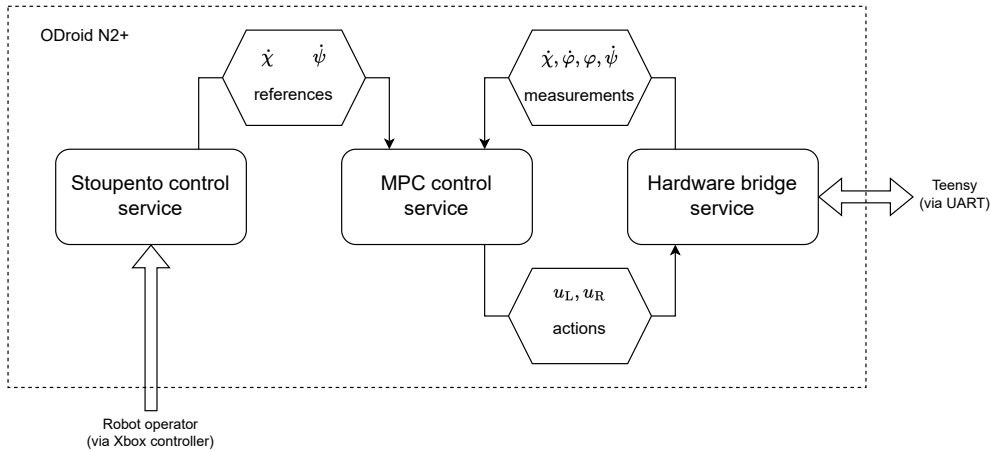 ODroid N2+
χ̇ ψ̇
references
χ̇, φ̇, φ, ψ̇
measurements
Stoupento control
service
MPC control
service
Hardware bridge
service
Teensy
(via UART)
u_L, u_R
actions
Robot operator
(via Xbox controller)